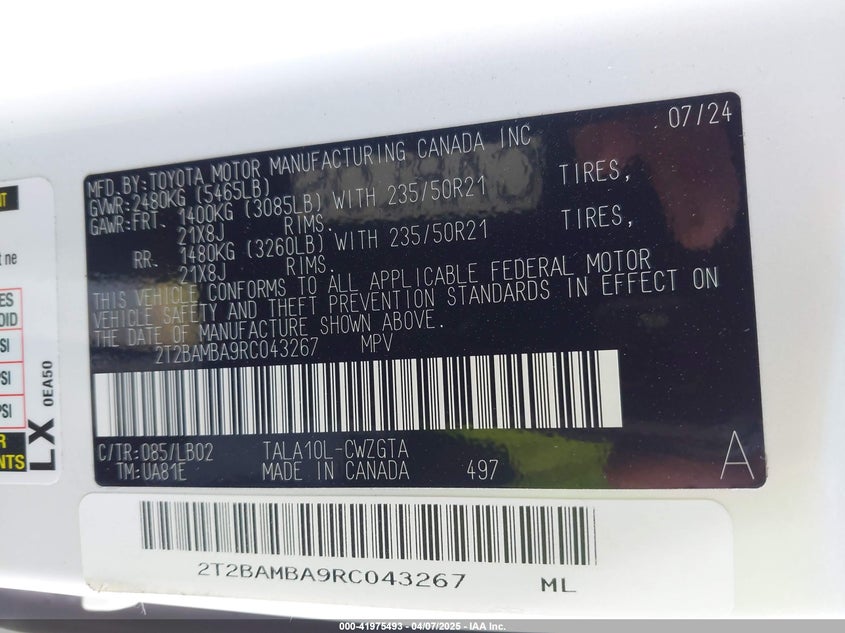 07/24
MFD.BY:TOYOTA MOTOR MANUFACTURING CANADA INC
GVWR:2480KG (5465LB)
GAWR:FRT. 1400KG (3085LB) WITH 235/50R21 TIRES,
21X8J RIMS.
RR. 1480KG (3260LB) WITH 235/50R21 TIRES,
21X8J RIMS.
THIS VEHICLE CONFORMS TO ALL APPLICABLE FEDERAL MOTOR
VEHICLE SAFETY AND THEFT PREVENTION STANDARDS IN EFFECT ON
THE DATE OF MANUFACTURE SHOWN ABOVE.
2T2BAMBA9RC043267 MPV
C/TR:085/LB02 TALA10L-CWZGTA
TM:UA81E MADE IN CANADA 497
A
LX 0EA50
2T2BAMBA9RC043267 ML
000-41975493 - 04/07/2025 - IAA Inc.